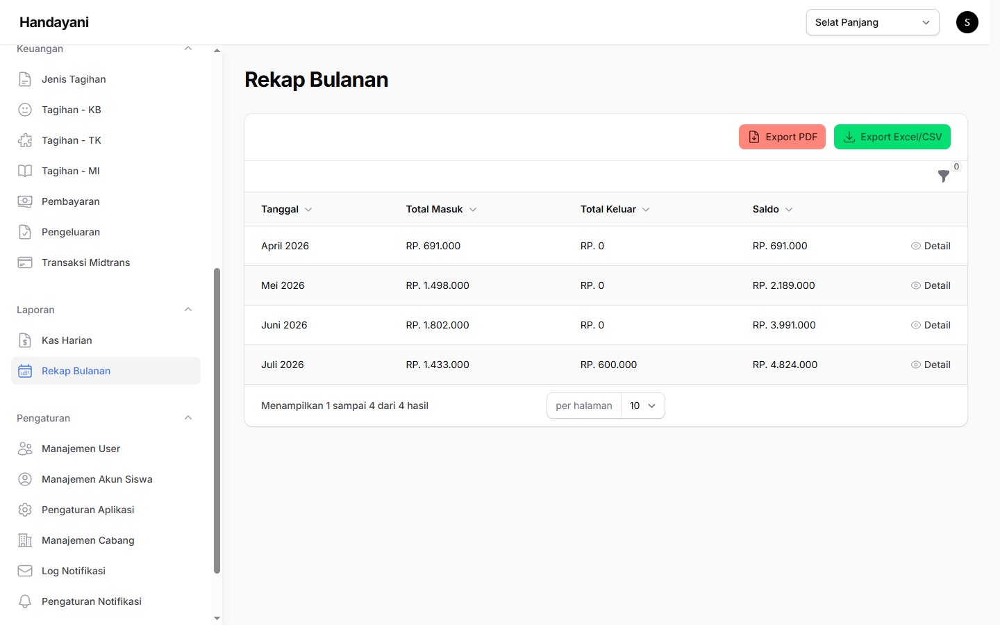 Handayani
Selat Panjang
S
Keuangan
Jenis Tagihan
Tagihan - KB
Tagihan - TK
Tagihan - MI
Pembayaran
Pengeluaran
Transaksi Midtrans
Laporan
Kas Harian
Rekap Bulanan
Pengaturan
Manajemen User
Manajemen Akun Siswa
Pengaturan Aplikasi
Manajemen Cabang
Log Notifikasi
Pengaturan Notifikasi
Rekap Bulanan
Export PDF Export Excel/CSV
0
Tanggal Total Masuk Total Keluar Saldo
April 2026 RP. 691.000 RP. 0 RP. 691.000 Detail
Mei 2026 RP. 1.498.000 RP. 0 RP. 2.189.000 Detail
Juni 2026 RP. 1.802.000 RP. 0 RP. 3.991.000 Detail
Juli 2026 RP. 1.433.000 RP. 600.000 RP. 4.824.000 Detail
Menampilkan 1 sampai 4 dari 4 hasil per halaman 10